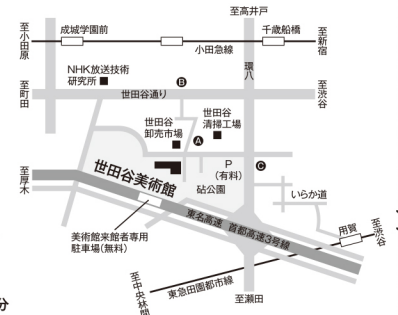 至高井戸
成城学園前
千歳船橋
至小田原
小田急線
至新宿
NHK放送技術
研究所
B
環八
至町田
世田谷通り
至渋谷
世田谷
卸売市場
世田谷
清掃工場
A
世田谷美術館
P
(有料)
C
砧公園
至厚木
いらか道
東名高速
首都高速3号線
用賀
至渋谷
美術館来館者専用
駐車場(無料)
至中央林間
東急田園都市線
至瀬田
分